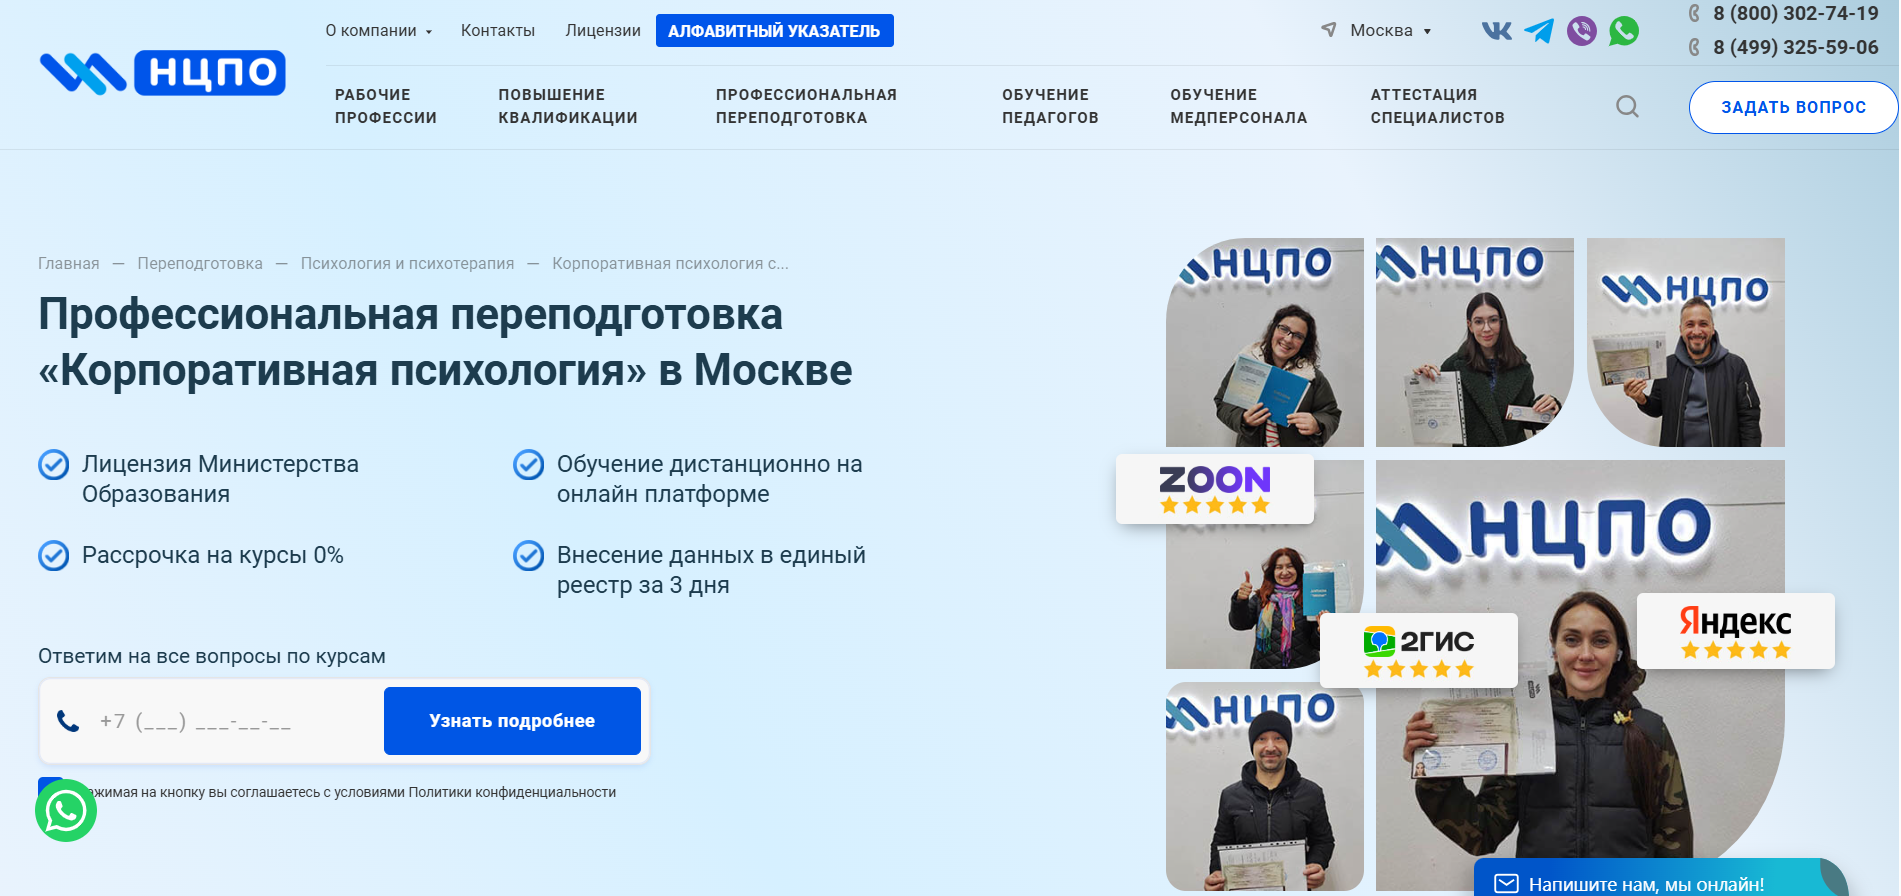 О компании
Контакты
Лицензии
АЛФАВИТНЫЙ УКАЗАТЕЛЬ
Москва
8 (800) 302-74-19
8 (499) 325-59-06
НЦПО
РАБОЧИЕ
ПРОФЕССИИ
ПОВЫШЕНИЕ
КВАЛИФИКАЦИИ
ПРОФЕССИОНАЛЬНАЯ
ПЕРЕПОДГОТОВКА
ОБУЧЕНИЕ
ПЕДАГОГОВ
ОБУЧЕНИЕ
МЕДПЕРСОНАЛА
АТТЕСТАЦИЯ
СПЕЦИАЛИСТОВ
ЗАДАТЬ ВОПРОС
Главная — Переподготовка — Психология и психотерапия — Корпоративная психология с...
Профессиональная переподготовка
«Корпоративная психология» в Москве
Лицензия Министерства
Образования
Обучение дистанционно на
онлайн платформе
Рассрочка на курсы 0%
Внесение данных в единый
реестр за 3 дня
Ответим на все вопросы по курсам
+7 (___) ___-__-__
Узнать подробнее
ажимая на кнопку вы соглашаетесь с условиями Политики конфиденциальности
НЦПО
НЦПО
НЦПО
ZOON
НЦПО
2ГИС
Яндекс
НЦПО
Напишите нам, мы онлайн!